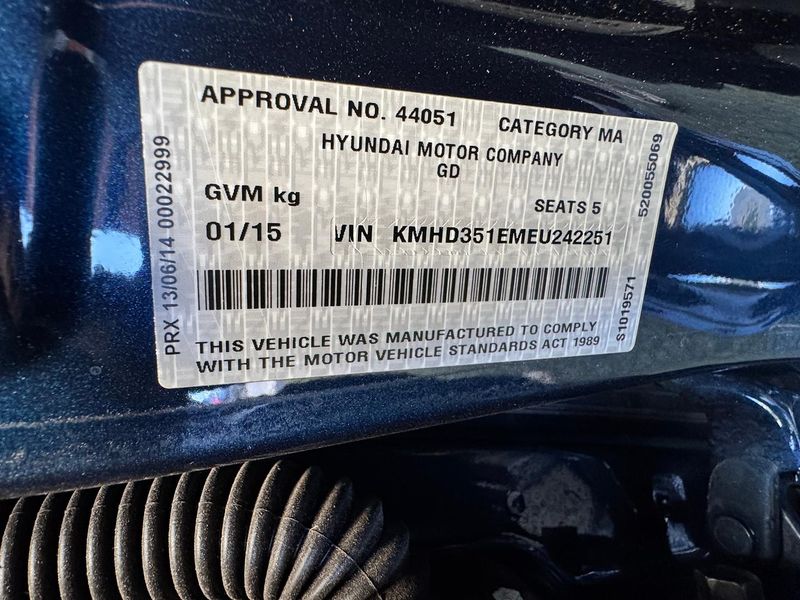 APPROVAL NO. 44051 CATEGORY MA
HYUNDAI MOTOR COMPANY
GD
GVM kg SEATS 5
01/15 VIN KMHD351EMEU242251
THIS VEHICLE WAS MANUFACTURED TO COMPLY
WITH THE MOTOR VEHICLE STANDARDS ACT 1989
PRX 13/06/14 00022999
520055069
S1019571